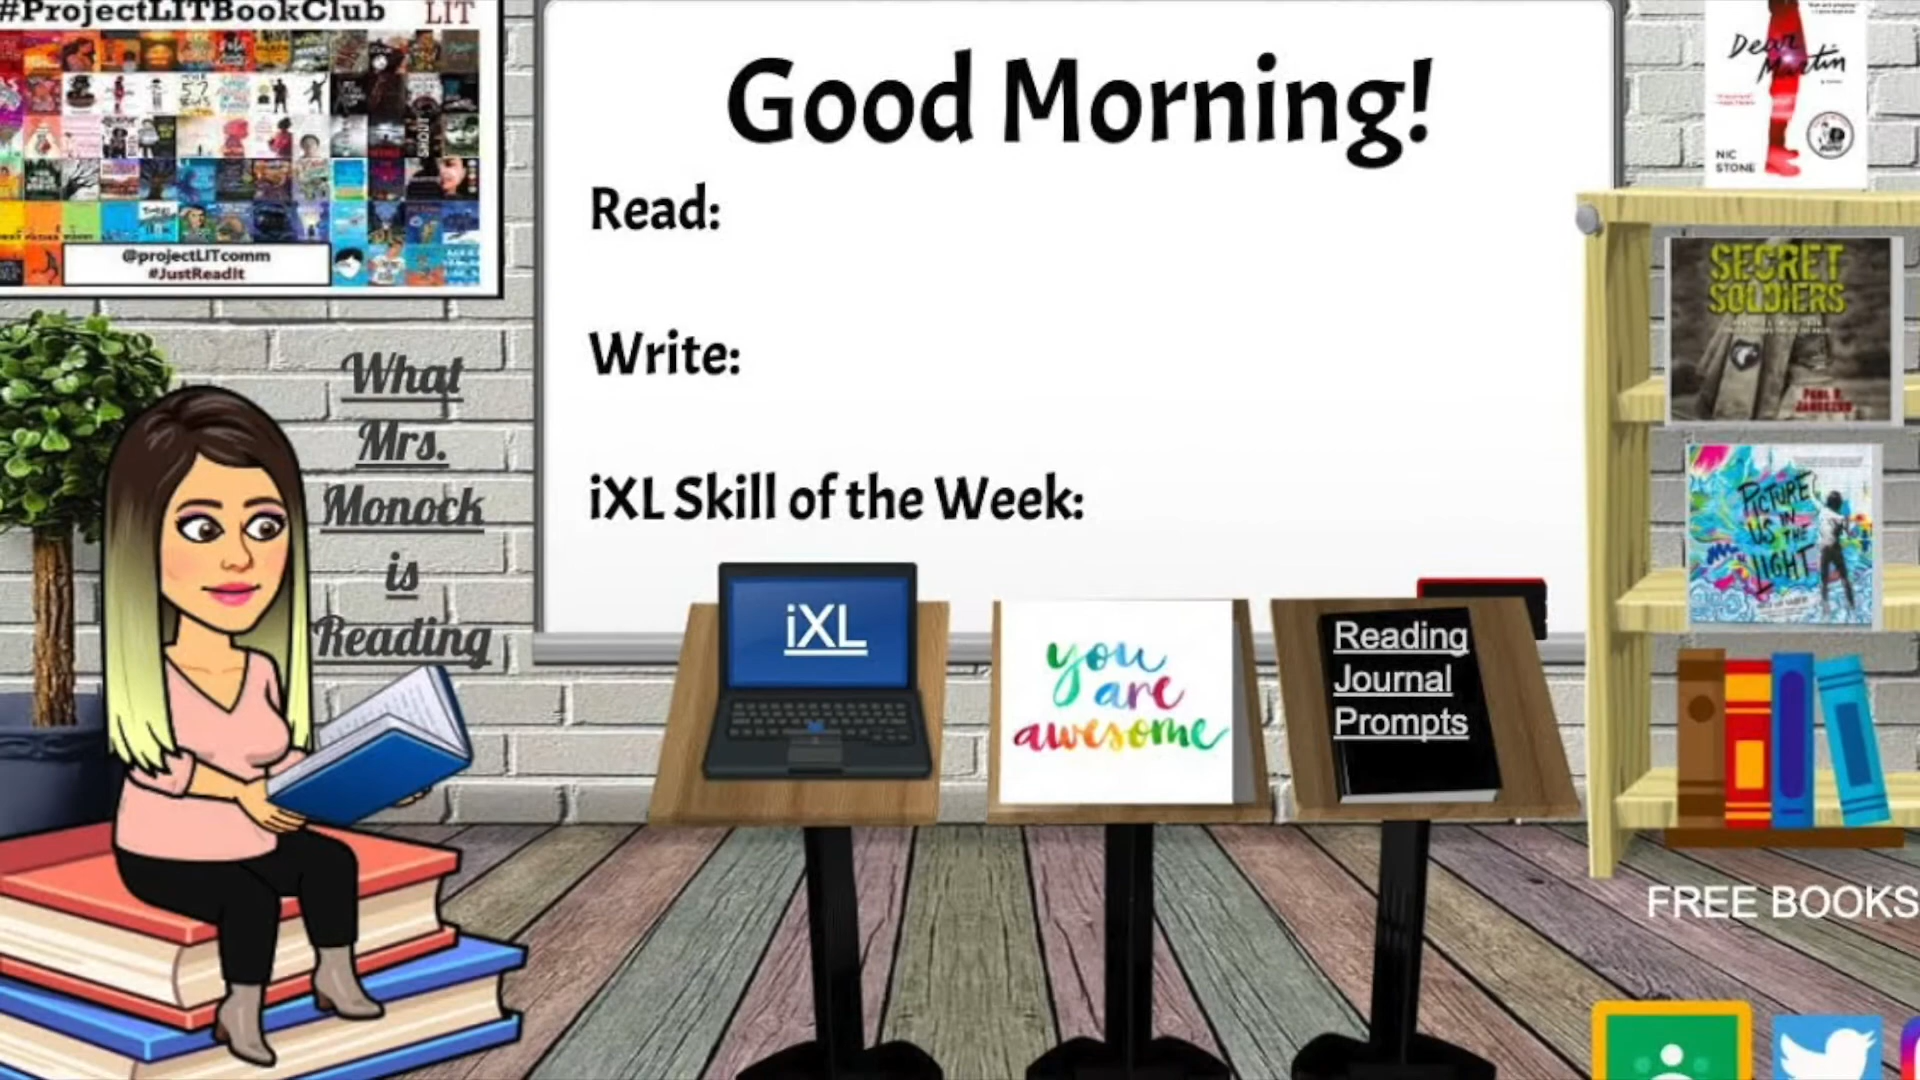 #ProjectLITBookClub LIT
@projectLITcomm
#JustReadIt
What
Mrs.
Monock
is
Reading
Good Morning!
Read:
Write:
iXL Skill of the Week:
iXL
you
are
awesome
Reading
Journal
Prompts
Dear
Martin
NIC
STONE
SECRET
SOLDIERS
PAUL B.
JANECZKO
PICTURE
US IN THE
LIGHT
FREE BOOKS